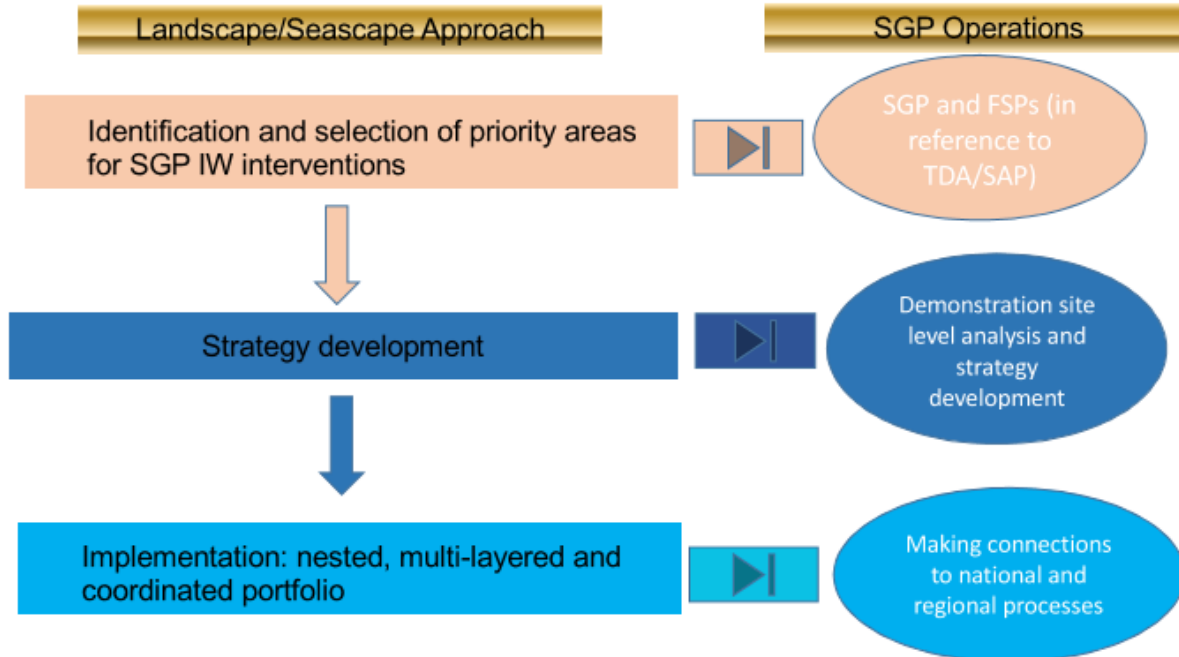 Landscape/Seascape Approach
SGP Operations
Identification and selection of priority areas
for SGP IW interventions
SGP and FSPs (in
reference to
TDA/SAP)
Strategy development
Demonstration site
level analysis and
strategy
development
Implementation: nested, multi-layered and
coordinated portfolio
Making connections
to national and
regional processes